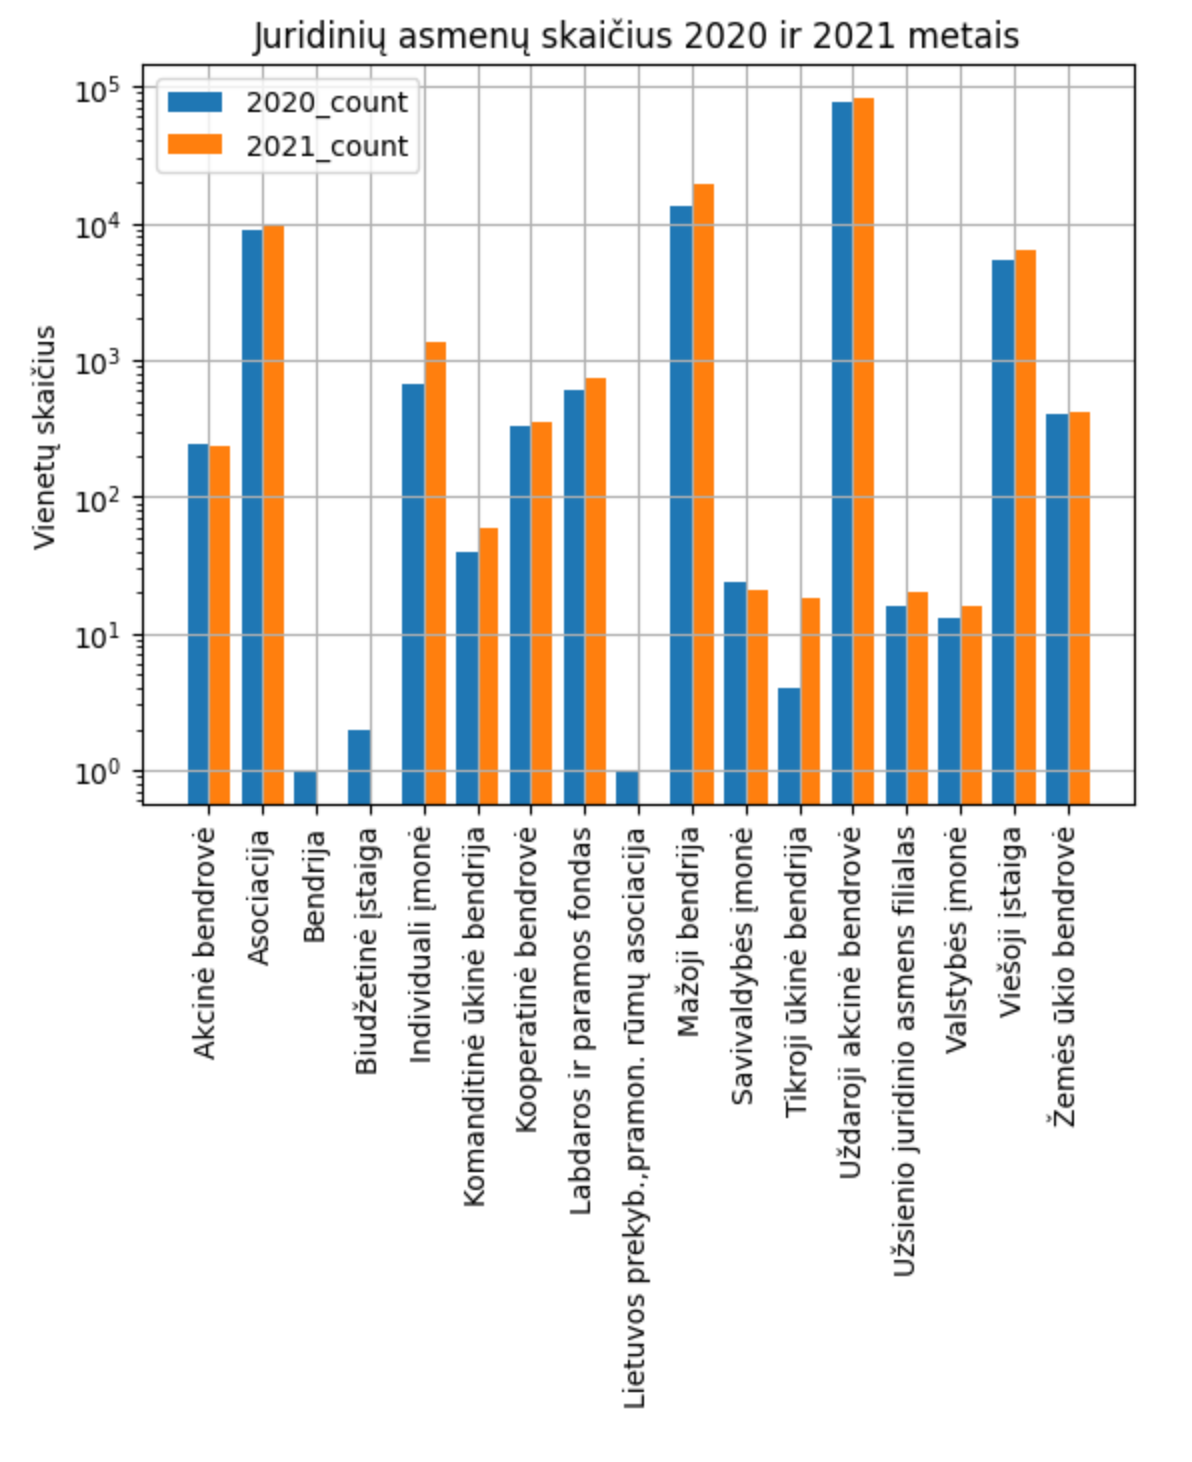 Juridinių asmenų skaičius 2020 ir 2021 metais
2020_count
2021_count
Vienetų skaičius
10⁵
10⁴
10³
10²
10¹
10⁰
Akcinė bendrovė
Asociacija
Bendrija
Biudžetinė įstaiga
Individuali įmonė
Komanditinė ūkinė bendrija
Kooperatinė bendrovė
Labdaros ir paramos fondas
Lietuvos prekyb.,pramon. rūmų asociacija
Mažoji bendrija
Savivaldybės įmonė
Tikroji ūkinė bendrija
Uždaroji akcinė bendrovė
Užsienio juridinio asmens filialas
Valstybės įmonė
Viešoji įstaiga
Žemės ūkio bendrovė